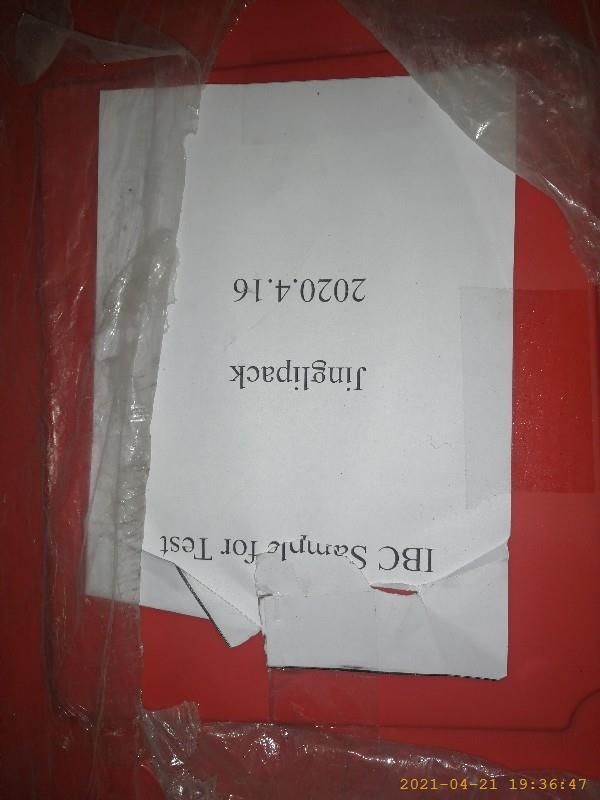 IBC Sample for Test
Jinglipack
2020.4.16
2021-04-21 19:36:47